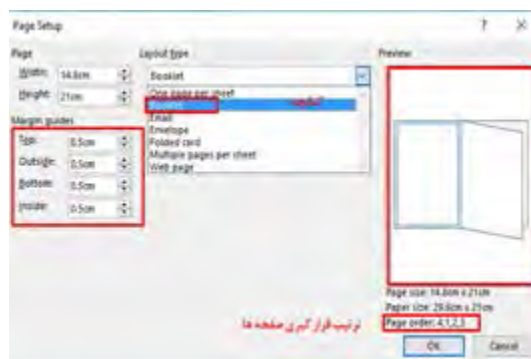 Page Setup ? ×
Page
Layout type
Preview
Width: 14.8cm
Height: 21cm
Booklet
One page per sheet
Booklet
Email
Envelope
Folded card
Multiple pages per sheet
Web page
Margin guides
Top: 0.5cm
Outside: 0.5cm
Bottom: 0.5cm
Inside: 0.5cm
Page size: 14.8cm x 21cm
Paper size: 29.6cm x 21cm
Page order: 4,1,2,3
ترتیب قرار گیری صفحه ها
OK Cancel